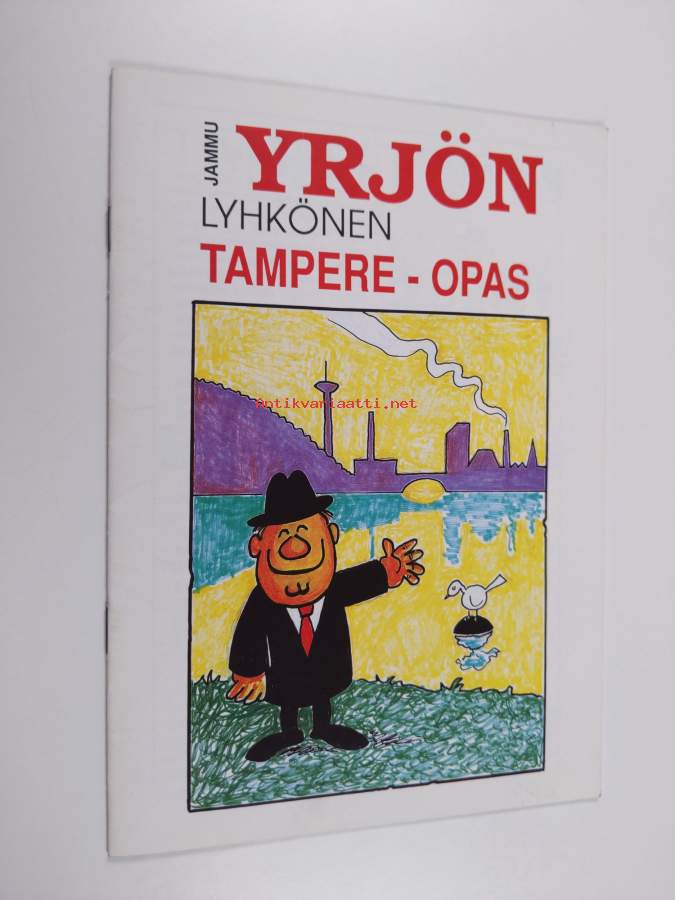 JAMMU
YRJÖN
LYHKÖNEN
TAMPERE - OPAS
antikvariaatti.net